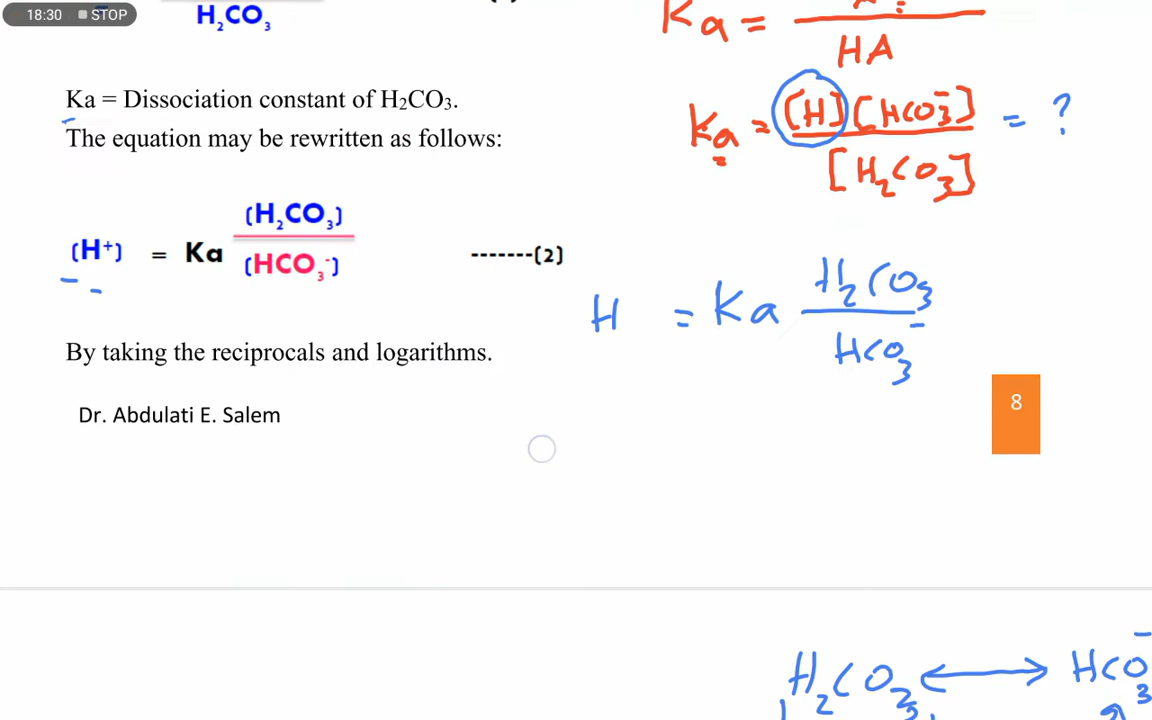 18:30 STOP
H₂CO₃
Ka =
HA
Ka = Dissociation constant of H₂CO₃.
The equation may be rewritten as follows:
Ka = [H] [HCO₃⁻] / [H₂CO₃] = ?
(H⁺) = Ka (H₂CO₃) / (HCO₃⁻) -------(2)
H = Ka H₂CO₃ / HCO₃⁻
By taking the reciprocals and logarithms.
Dr. Abdulati E. Salem
8
H₂CO₃ ⟷ HCO₃⁻